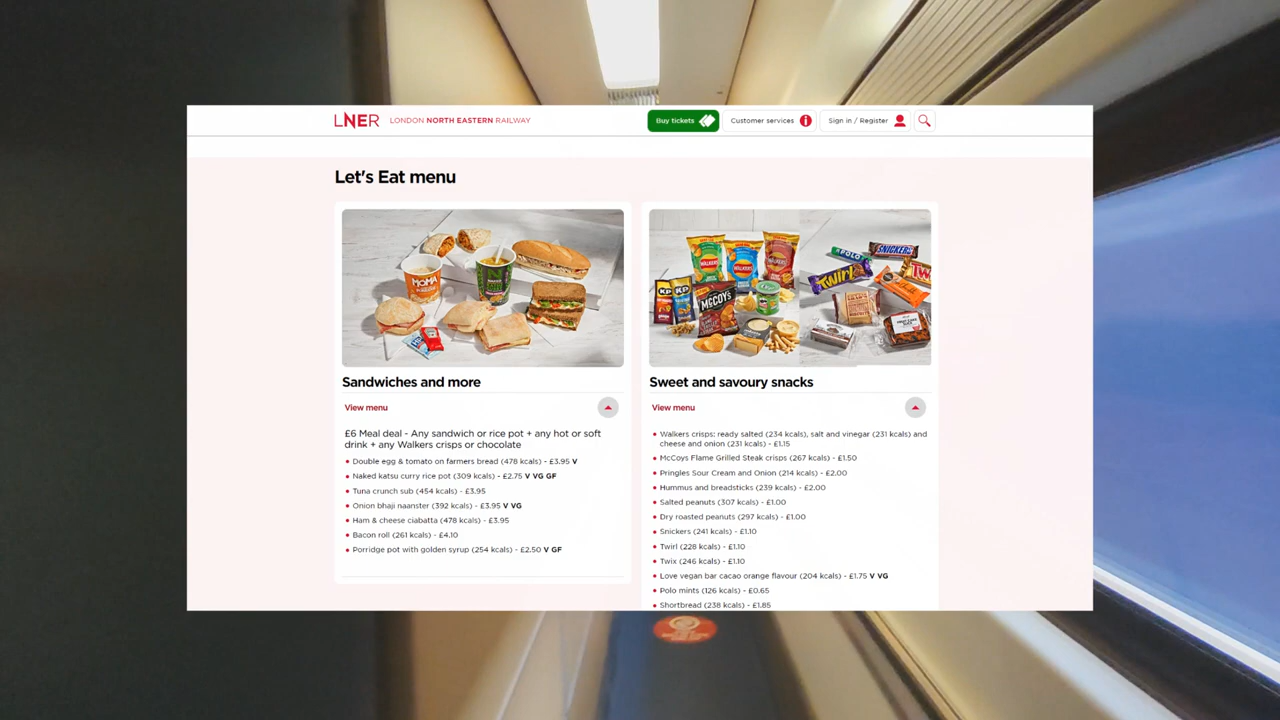 LNER LONDON NORTH EASTERN RAILWAY
Buy tickets
Customer services
Sign in / Register
Let's Eat menu
MOMA
WALKERS
WALKERS
WALKERS
KP
KP
McCOYS
POLO
SNICKERS
TWIRL
Sandwiches and more
View menu
£6 Meal deal - Any sandwich or rice pot + any hot or soft
drink + any Walkers crisps or chocolate
• Double egg & tomato on farmers bread (478 kcals) - £3.95 V
• Naked katsu curry rice pot (309 kcals) - £2.75 V VG GF
• Tuna crunch sub (454 kcals) - £3.95
• Onion bhaji naanster (392 kcals) - £3.95 V VG
• Ham & cheese ciabatta (478 kcals) - £3.95
• Bacon roll (261 kcals) - £4.10
• Porridge pot with golden syrup (254 kcals) - £2.50 V GF
Sweet and savoury snacks
View menu
• Walkers crisps: ready salted (234 kcals), salt and vinegar (231 kcals) and
cheese and onion (231 kcals) - £1.15
• McCoys Flame Grilled Steak crisps (267 kcals) - £1.50
• Pringles Sour Cream and Onion (214 kcals) - £2.00
• Hummus and breadsticks (239 kcals) - £2.00
• Salted peanuts (307 kcals) - £1.00
• Dry roasted peanuts (297 kcals) - £1.00
• Snickers (241 kcals) - £1.10
• Twirl (228 kcals) - £1.10
• Twix (246 kcals) - £1.10
• Love vegan bar cacao orange flavour (204 kcals) - £1.75 V VG
• Polo mints (126 kcals) - £0.65
• Shortbread (238 kcals) - £1.85